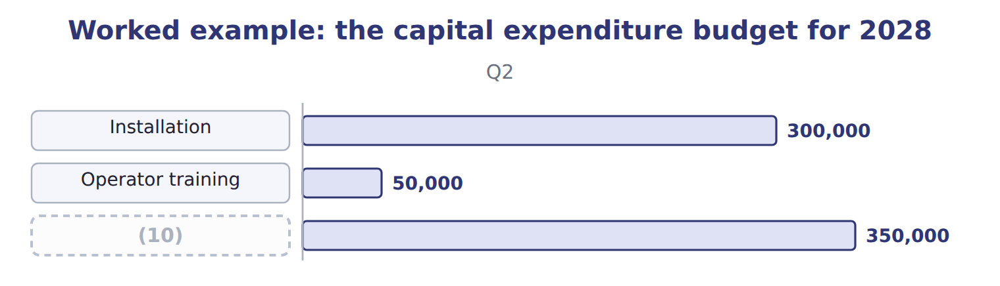 Worked example: the capital expenditure budget for 2028
Q2
Installation 300,000
Operator training 50,000
(10) 350,000